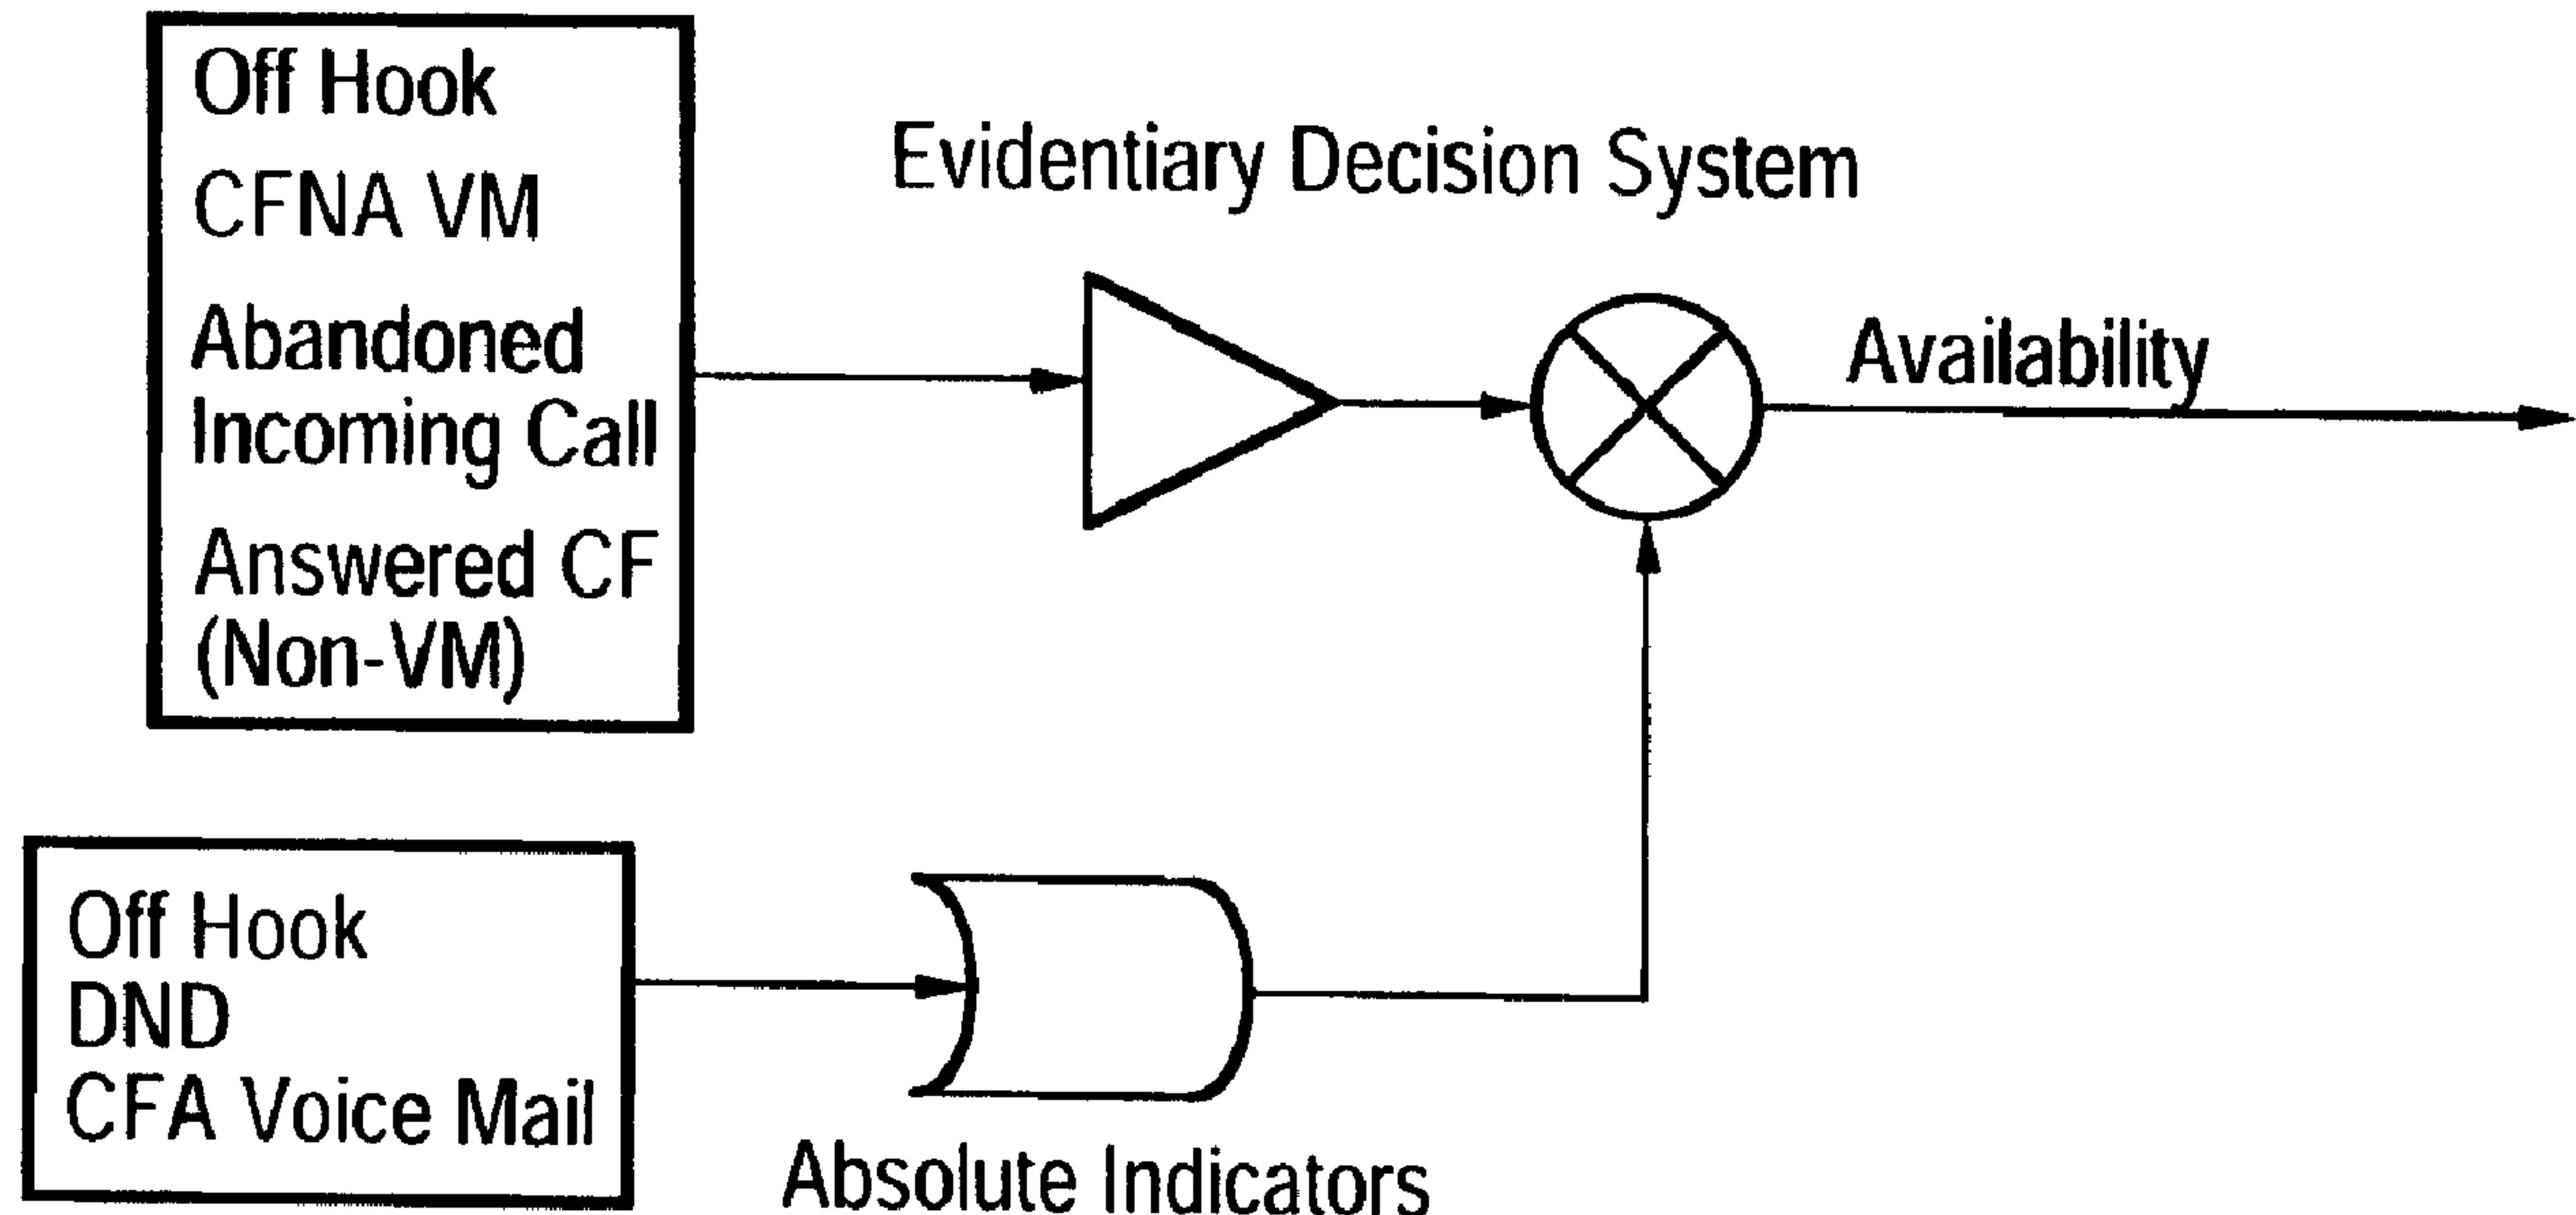 Off Hook
CFNA VM
Abandoned
Incoming Call
Answered CF
(Non-VM)
Evidentiary Decision System
Availability
Off Hook
DND
CFA Voice Mail
Absolute Indicators